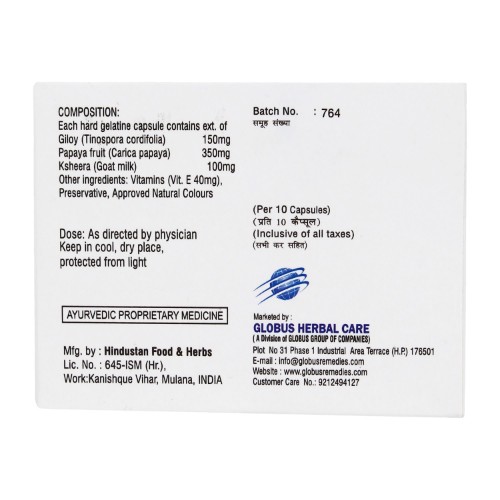 COMPOSITION:
Each hard gelatine capsule contains ext. of
Giloy (Tinospora cordifolia) 150mg
Papaya fruit (Carica papaya) 350mg
Ksheera (Goat milk) 100mg
Other ingredients: Vitamins (Vit. E 40mg),
Preservative, Approved Natural Colours
Dose: As directed by physician
Keep in cool, dry place,
protected from light
AYURVEDIC PROPRIETARY MEDICINE
Mfg. by : Hindustan Food & Herbs
Lic. No. : 645-ISM (Hr.),
Work:Kanishque Vihar, Mulana, INDIA
Batch No. : 764
समूह संख्या
(Per 10 Capsules)
(प्रति 10 कैप्सूल)
(Inclusive of all taxes)
(सभी कर सहित)
Marketed by :
GLOBUS HERBAL CARE
( A Division of GLOBUS GROUP OF COMPANIES)
Plot No 31 Phase 1 Industrial Area Terrace (H.P.) 176501
E-mail : info@globusremedies.com
Website : www.globusremedies.com
Customer Care No.: 9212494127